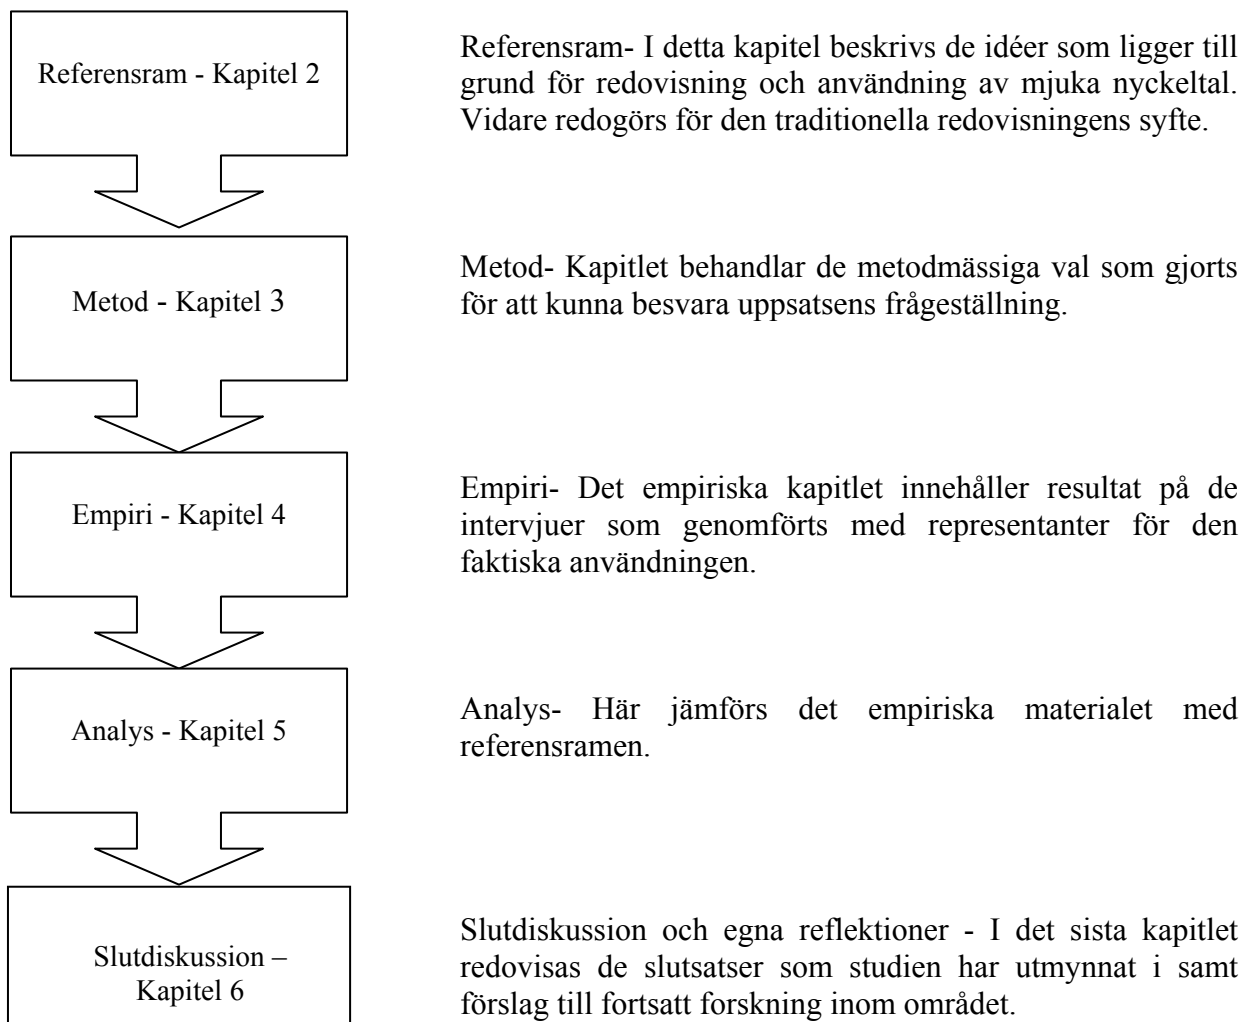 Referensram - Kapitel 2
Referensram- I detta kapitel beskrivs de idéer som ligger till
grund för redovisning och användning av mjuka nyckeltal.
Vidare redogörs för den traditionella redovisningens syfte.
Metod - Kapitel 3
Metod- Kapitlet behandlar de metodmässiga val som gjorts
för att kunna besvara uppsatsens frågeställning.
Empiri - Kapitel 4
Empiri- Det empiriska kapitlet innehåller resultat på de
intervjuer som genomförts med representanter för den
faktiska användningen.
Analys - Kapitel 5
Analys- Här jämförs det empiriska materialet med
referensramen.
Slutdiskussion –
Kapitel 6
Slutdiskussion och egna reflektioner - I det sista kapitlet
redovisas de slutsatser som studien har utmynnat i samt
förslag till fortsatt forskning inom området.